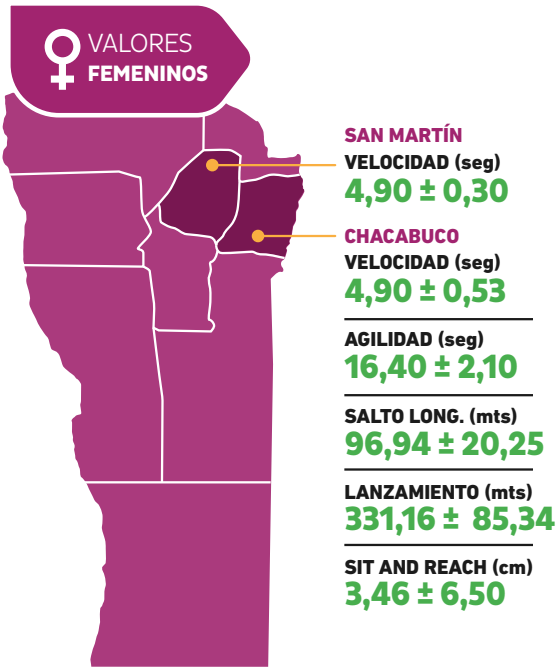 VALORES
FEMENINOS
SAN MARTÍN
VELOCIDAD (seg)
4,90 ± 0,30
CHACABUCO
VELOCIDAD (seg)
4,90 ± 0,53
AGILIDAD (seg)
16,40 ± 2,10
SALTO LONG. (mts)
96,94 ± 20,25
LANZAMIENTO (mts)
331,16 ± 85,34
SIT AND REACH (cm)
3,46 ± 6,50